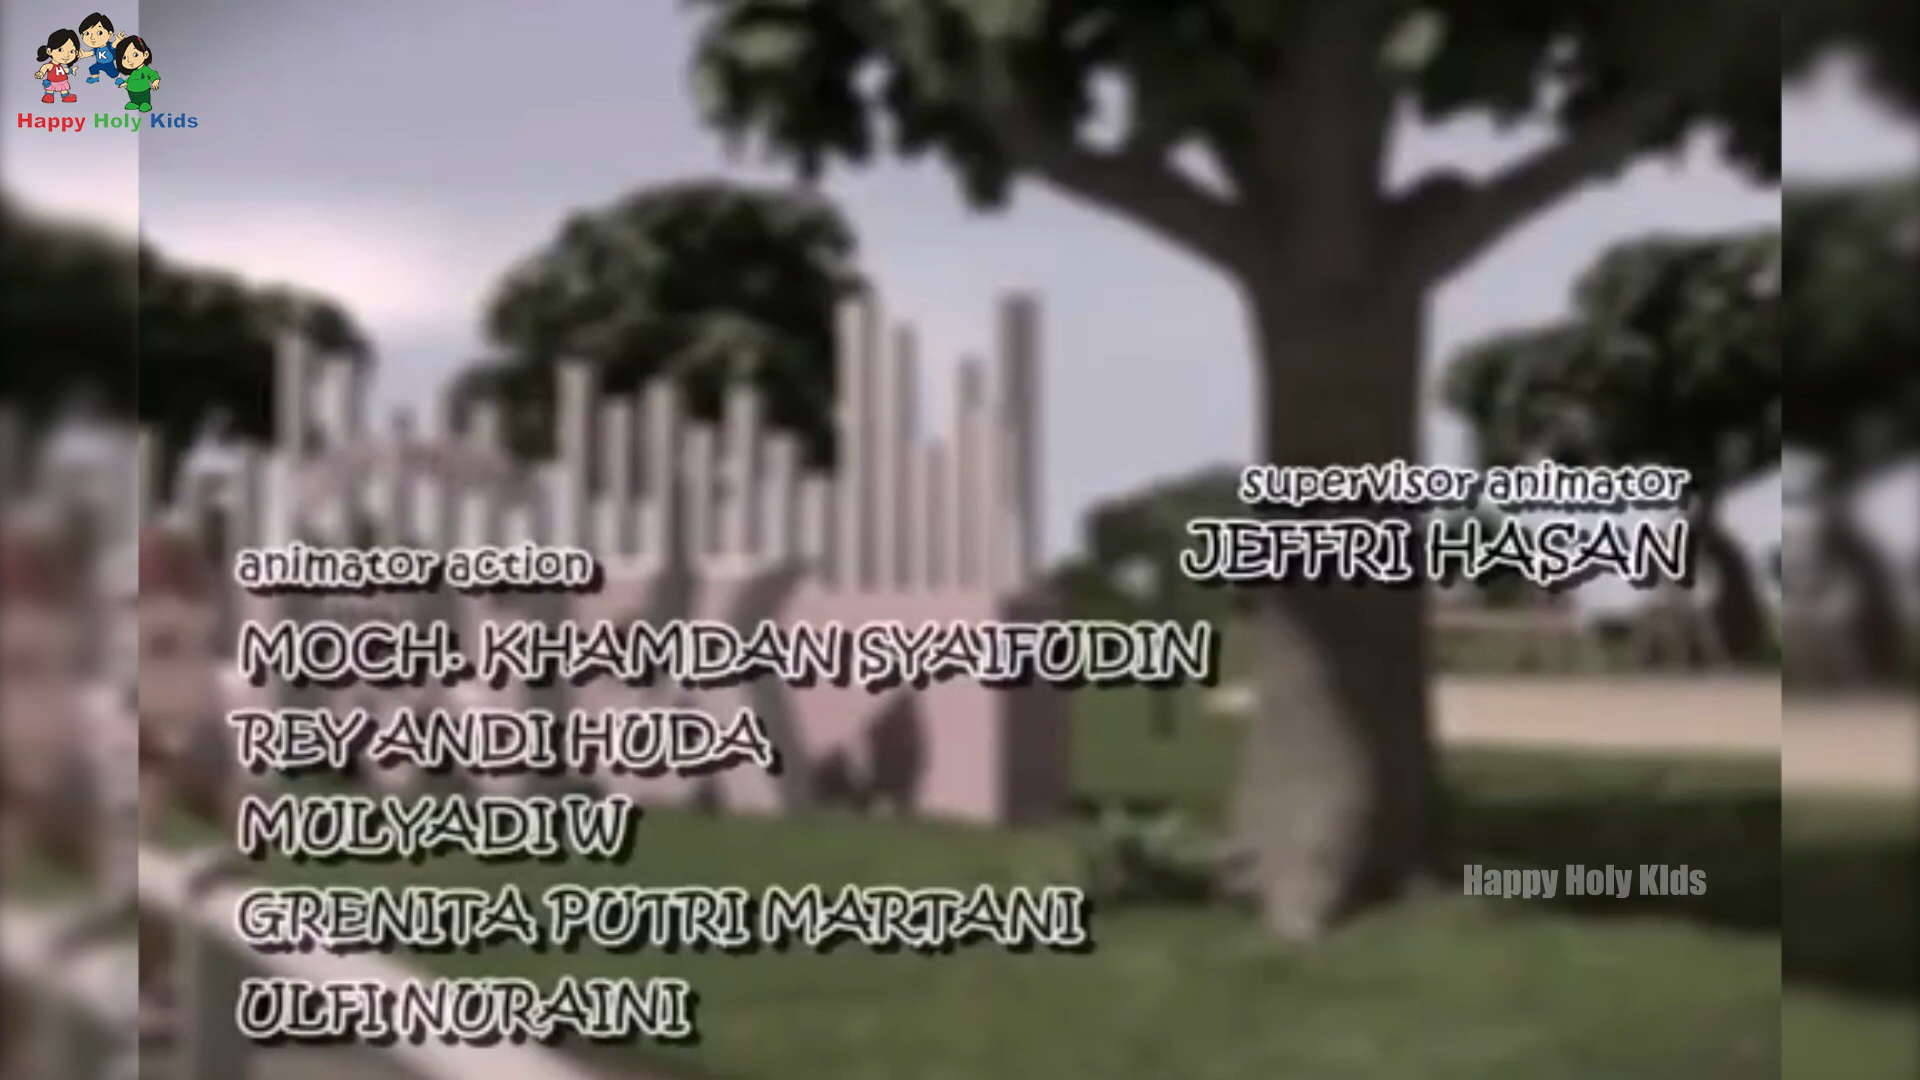 Happy Holy Kids
supervisor animator
JEFFRI HASAN
animator action
MOCH. KHAMDAN SYAIFUDIN
REY ANDI HUDA
MULYADI W
GRENITA PUTRI MARTANI
ULFI NURAINI
Happy Holy KIds